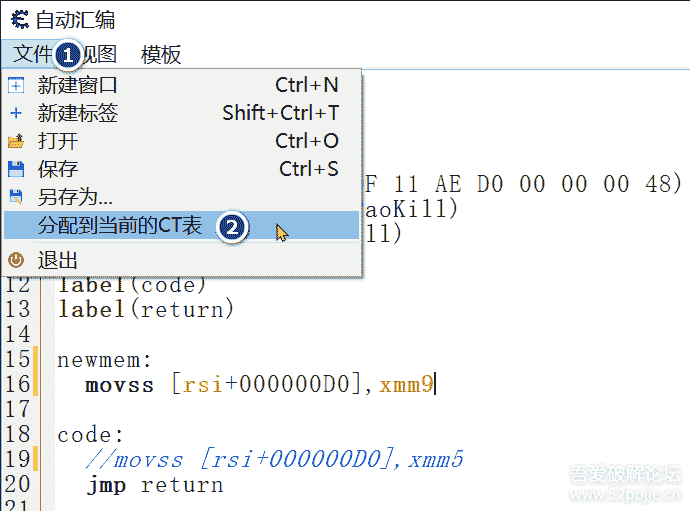 自动汇编
文件 1 视图 模板
新建窗口 Ctrl+N
新建标签 Shift+Ctrl+T
打开 Ctrl+O
保存 Ctrl+S
另存为...
F 11 AE D0 00 00 00 48)
分配到当前的CT表 2
aoKill)
ll)
退出
12 label(code)
13 label(return)
14
15 newmem:
16 movss [rsi+000000D0],xmm9
17
18 code:
19 //movss [rsi+000000D0],xmm5
20 jmp return
21
吾爱破解论坛
www.52pojie.cn